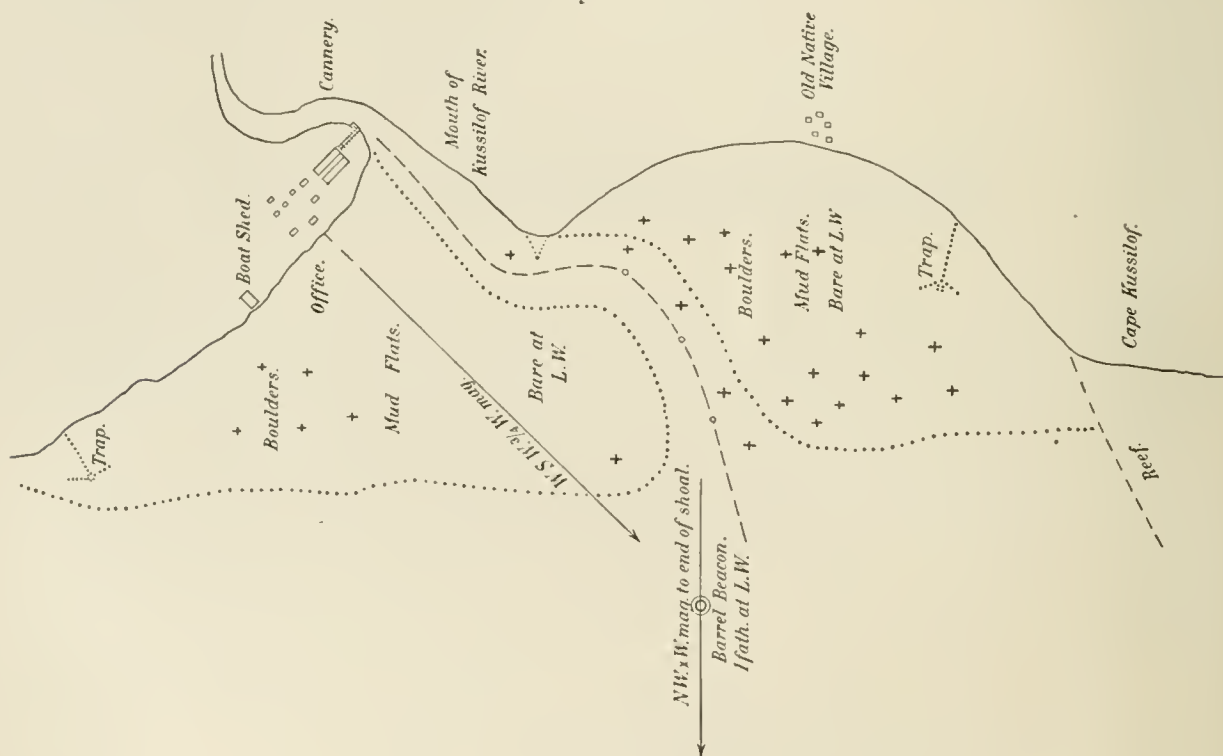 Cannery.
Mouth of
Kussilof River.
Old Native
Village.
Boat Shed.
Office.
Boulders.
Mud Flats.
Trap.
Bare at
L.W.
W.S.W. 3/4 W. mag.
Boulders.
Mud Flats.
Bare at L.W
Trap.
Cape Kussilof.
Reef.
N W. x W. mag. to end of shoal.
Barrel Beacon.
1 fath. at L.W.